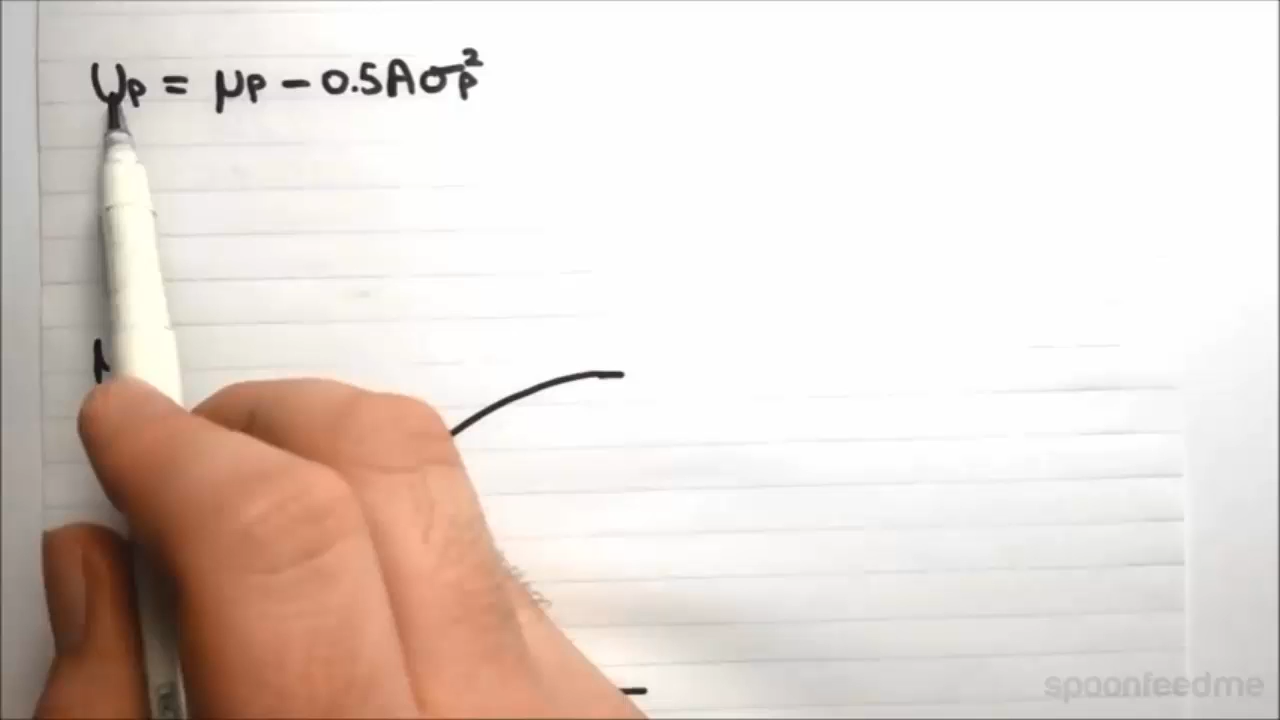 Up = μp - 0.5Aσp²
spoonfeedme